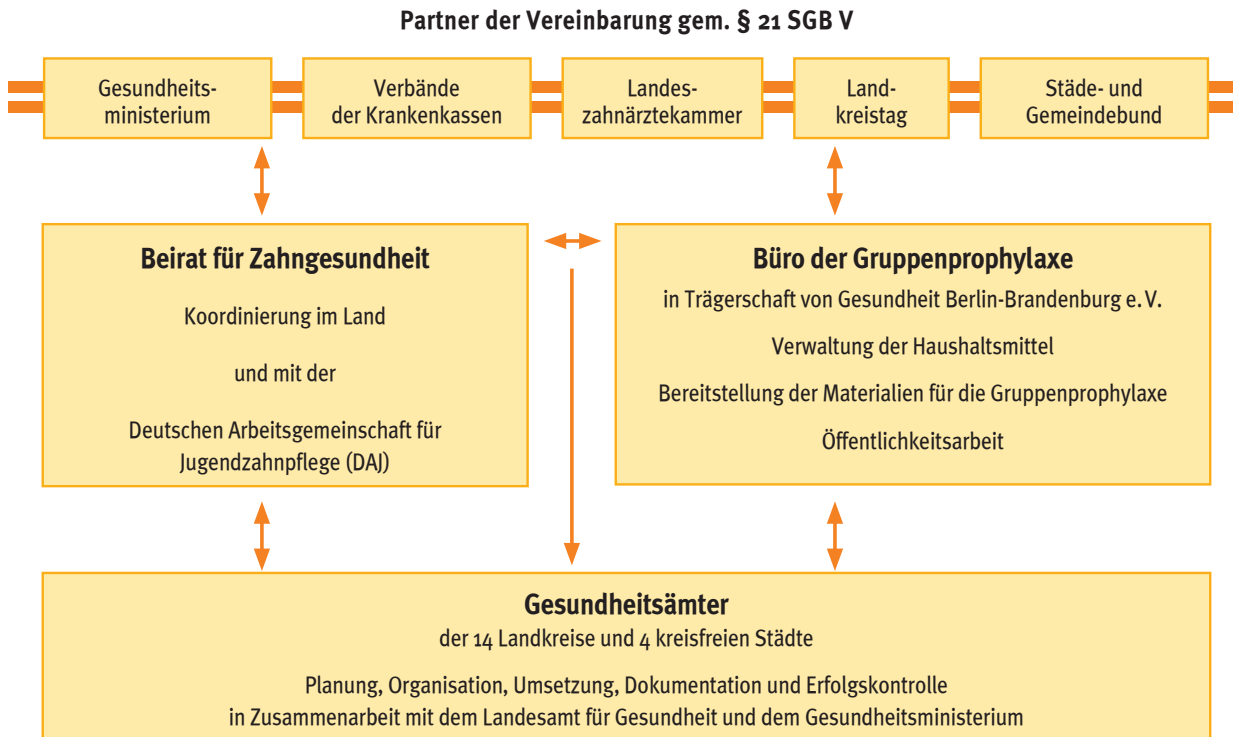 Partner der Vereinbarung gem. § 21 SGB V
Gesundheits-
ministerium
Verbände
der Krankenkassen
Landes-
zahnärztekammer
Land-
kreistag
Städe- und
Gemeindebund
Beirat für Zahngesundheit
Koordinierung im Land
und mit der
Deutschen Arbeitsgemeinschaft für
Jugendzahnpflege (DAJ)
Büro der Gruppenprophylaxe
in Trägerschaft von Gesundheit Berlin-Brandenburg e. V.
Verwaltung der Haushaltsmittel
Bereitstellung der Materialien für die Gruppenprophylaxe
Öffentlichkeitsarbeit
Gesundheitsämter
der 14 Landkreise und 4 kreisfreien Städte
Planung, Organisation, Umsetzung, Dokumentation und Erfolgskontrolle
in Zusammenarbeit mit dem Landesamt für Gesundheit und dem Gesundheitsministerium